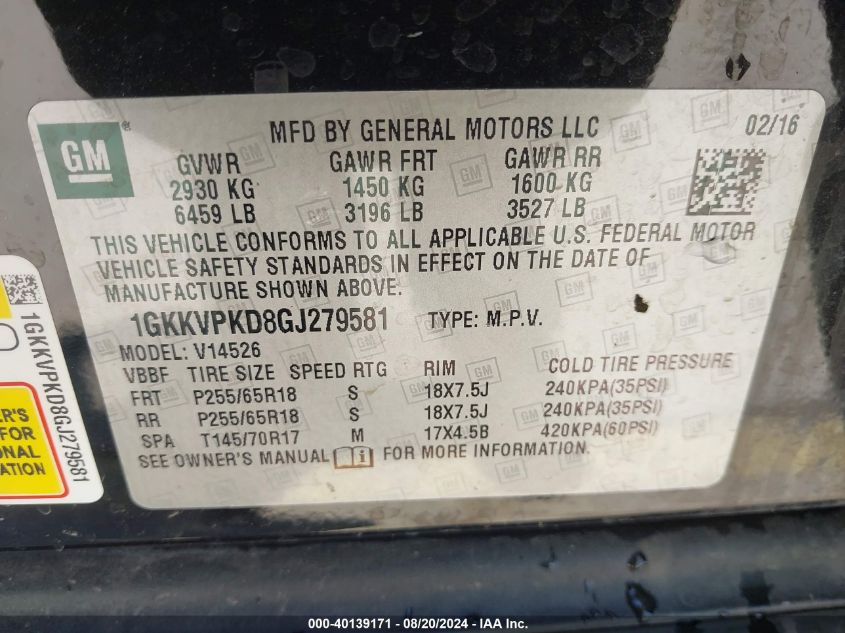 GM
MFD BY GENERAL MOTORS LLC 02/16
GVWR GAWR FRT GAWR RR
2930 KG 1450 KG 1600 KG
6459 LB 3196 LB 3527 LB
THIS VEHICLE CONFORMS TO ALL APPLICABLE U.S. FEDERAL MOTOR
VEHICLE SAFETY STANDARDS IN EFFECT ON THE DATE OF
MANUFACTURE SHOWN ABOVE.
1GKKVPKD8GJ279581 TYPE: M.P.V.
MODEL: V14526
VBBF TIRE SIZE SPEED RTG RIM COLD TIRE PRESSURE
FRT P255/65R18 S 18X7.5J 240KPA(35PSI)
RR P255/65R18 S 18X7.5J 240KPA(35PSI)
SPA T145/70R17 M 17X4.5B 420KPA(60PSI)
SEE OWNER'S MANUAL i FOR MORE INFORMATION.
1GKKVPKD8GJ279581
ER'S
FOR
ONAL
ATION
000-40139171 - 08/20/2024 - IAA Inc.